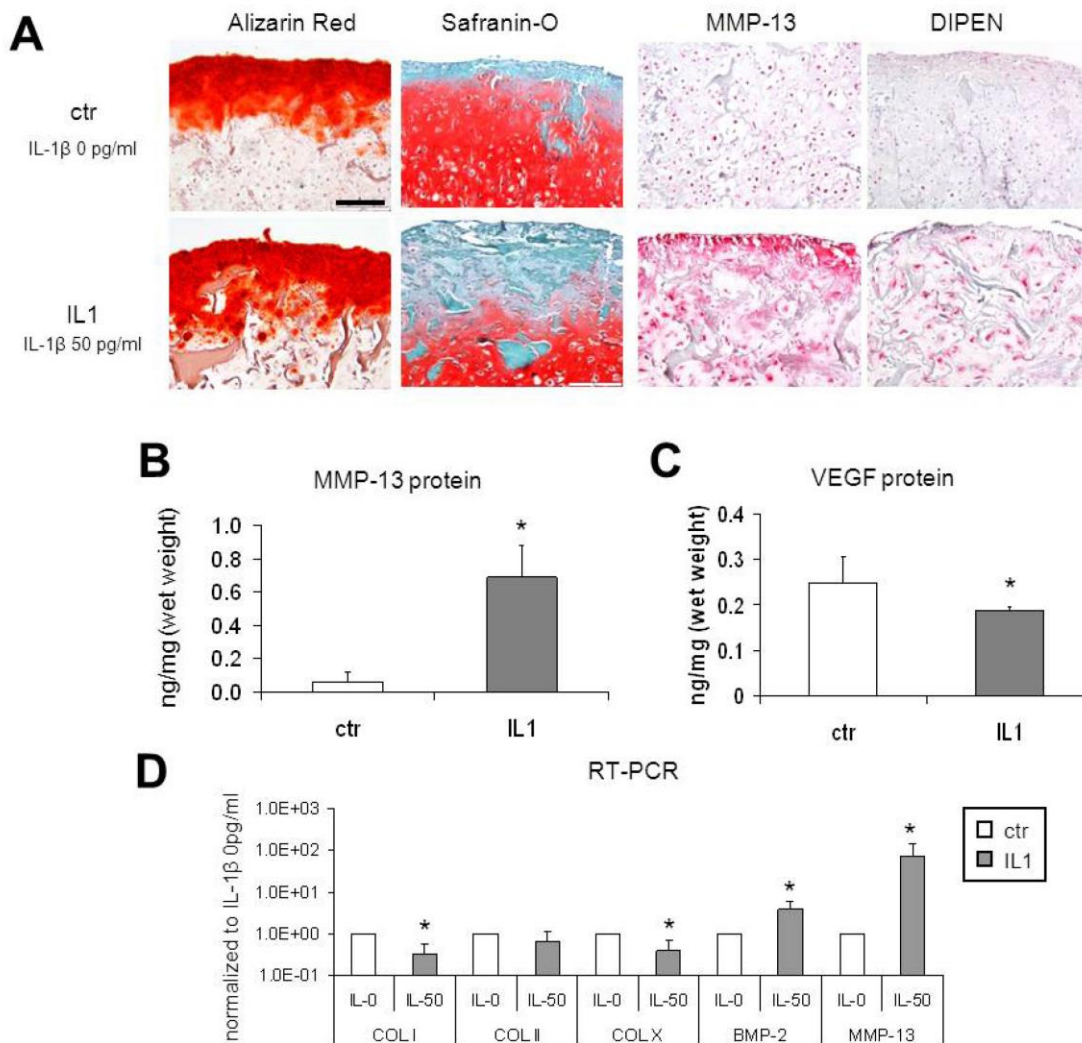 A
Alizarin Red Safranin-O MMP-13 DIPEN
ctr
IL-1β 0 pg/ml
IL1
IL-1β 50 pg/ml
B
MMP-13 protein
ng/mg (wet weight)
1.0
0.8
0.6
0.4
0.2
0.0
*
ctr IL1
C
VEGF protein
ng/mg (wet weight)
0.4
0.3
0.2
0.1
0
*
ctr IL1
D
RT-PCR
normalized to IL-1β 0pg/ml
1.0E+03
1.0E+02
1.0E+01
1.0E+00
1.0E-01
* * * *
IL-0 IL-50 IL-0 IL-50 IL-0 IL-50 IL-0 IL-50 IL-0 IL-50
COL I COL II COL X BMP-2 MMP-13
ctr
IL1